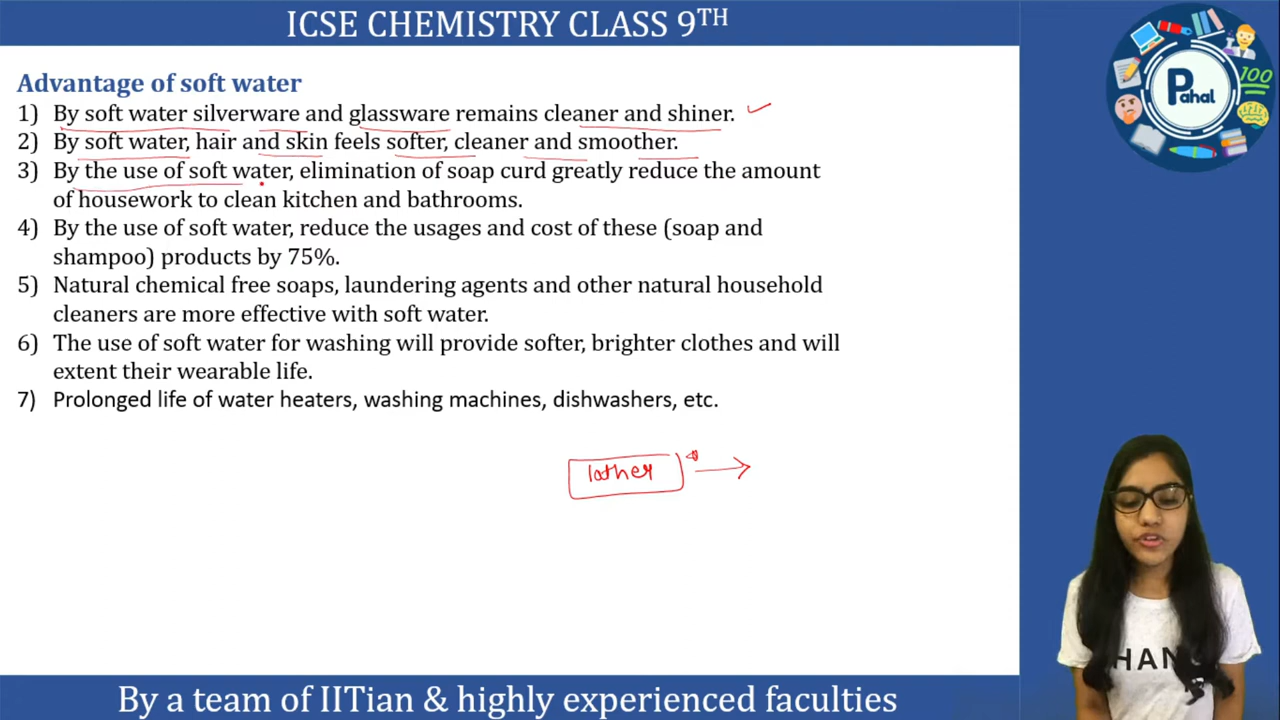 ICSE CHEMISTRY CLASS 9TH
Advantage of soft water
1) By soft water silverware and glassware remains cleaner and shiner.
2) By soft water, hair and skin feels softer, cleaner and smoother.
3) By the use of soft water, elimination of soap curd greatly reduce the amount
of housework to clean kitchen and bathrooms.
4) By the use of soft water, reduce the usages and cost of these (soap and
shampoo) products by 75%.
5) Natural chemical free soaps, laundering agents and other natural household
cleaners are more effective with soft water.
6) The use of soft water for washing will provide softer, brighter clothes and will
extent their wearable life.
7) Prolonged life of water heaters, washing machines, dishwashers, etc.
lather
By a team of IITian & highly experienced faculties
Pahal
100
HAN